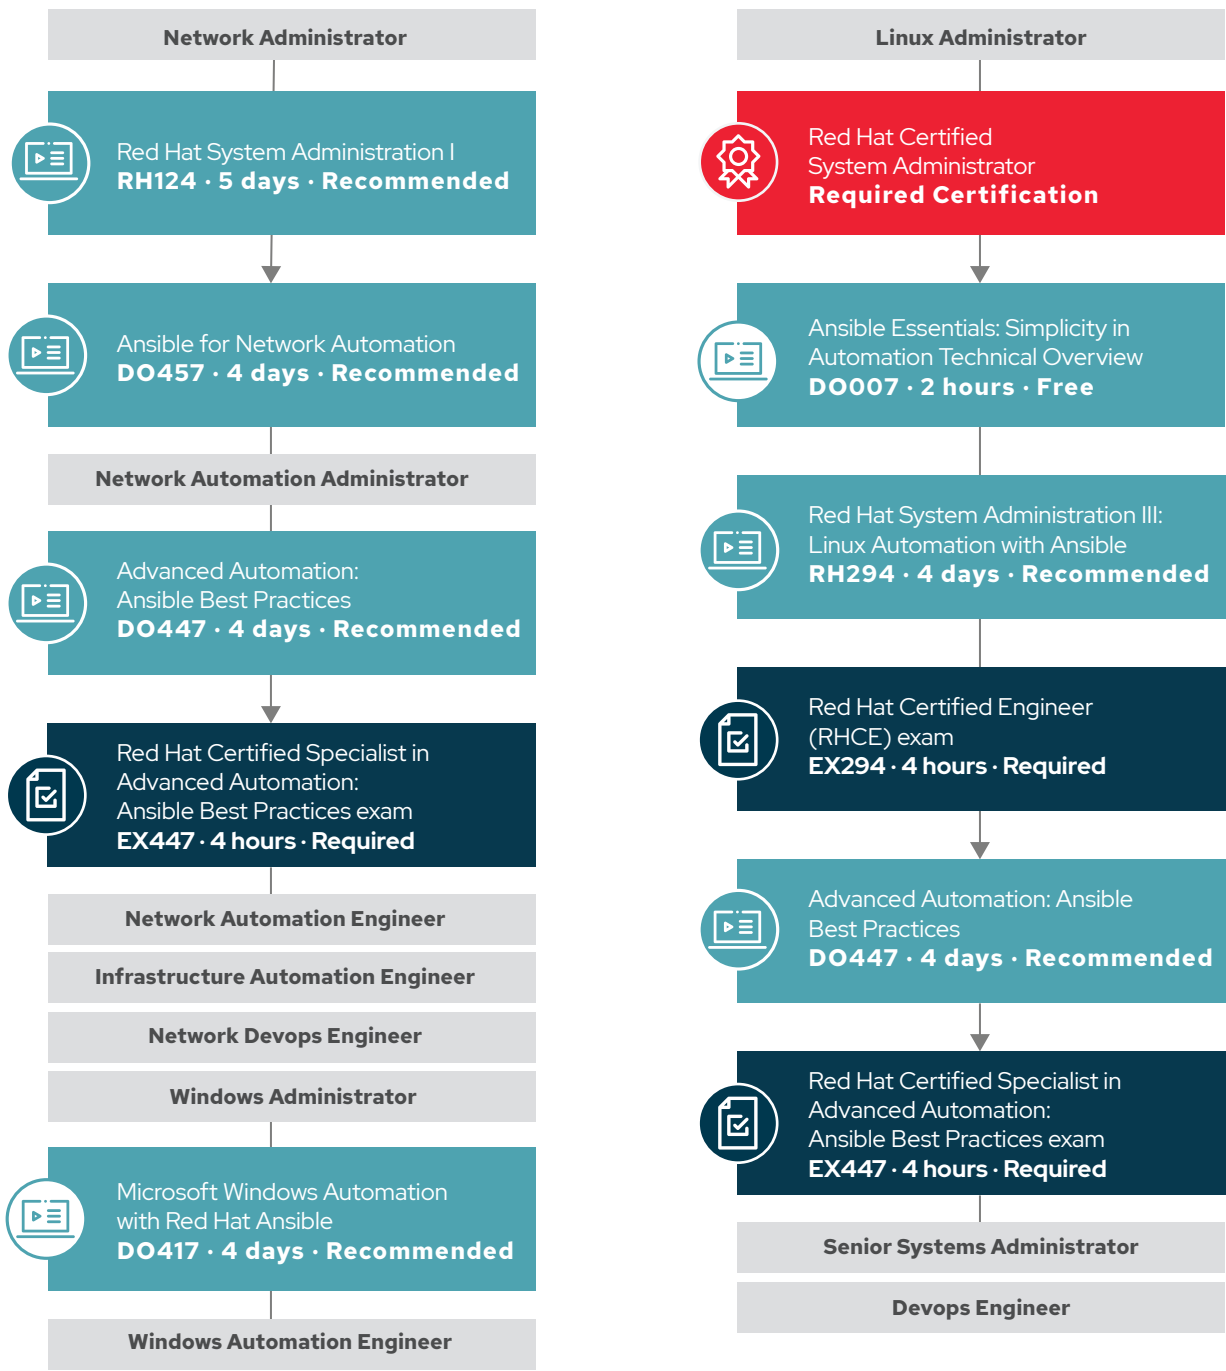 Network Administrator
Red Hat System Administration I
RH124 · 5 days · Recommended
Ansible for Network Automation
DO457 · 4 days · Recommended
Network Automation Administrator
Advanced Automation:
Ansible Best Practices
DO447 · 4 days · Recommended
Red Hat Certified Specialist in
Advanced Automation:
Ansible Best Practices exam
EX447 · 4 hours · Required
Network Automation Engineer
Infrastructure Automation Engineer
Network Devops Engineer
Windows Administrator
Microsoft Windows Automation
with Red Hat Ansible
DO417 · 4 days · Recommended
Windows Automation Engineer
Linux Administrator
Red Hat Certified
System Administrator
Required Certification
Ansible Essentials: Simplicity in
Automation Technical Overview
DO007 · 2 hours · Free
Red Hat System Administration III:
Linux Automation with Ansible
RH294 · 4 days · Recommended
Red Hat Certified Engineer
(RHCE) exam
EX294 · 4 hours · Required
Advanced Automation: Ansible
Best Practices
DO447 · 4 days · Recommended
Red Hat Certified Specialist in
Advanced Automation:
Ansible Best Practices exam
EX447 · 4 hours · Required
Senior Systems Administrator
Devops Engineer